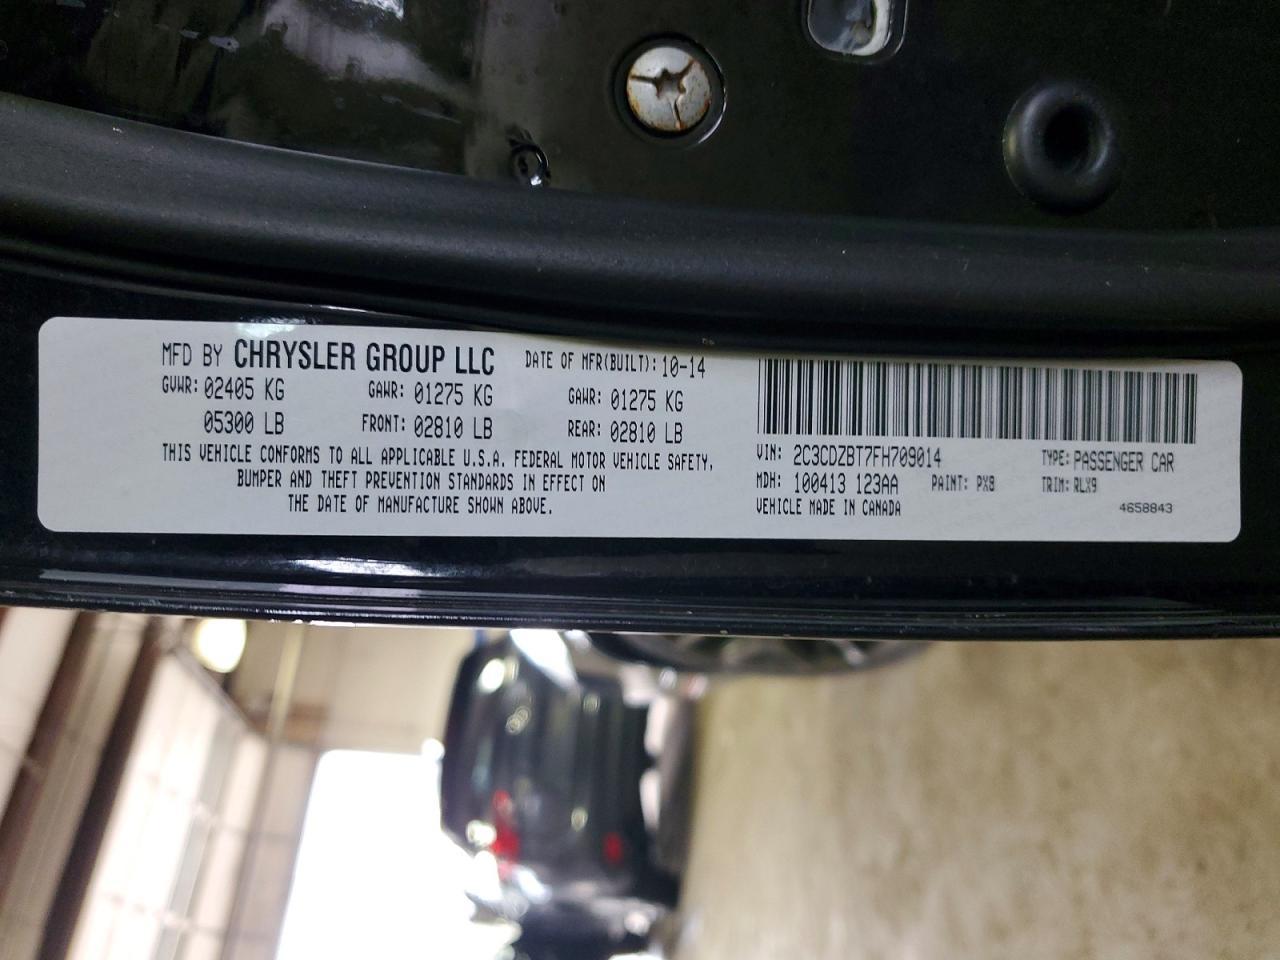 MFD BY CHRYSLER GROUP LLC DATE OF MFR(BUILT): 10-14
GVWR: 02405 KG GAWR: 01275 KG GAWR: 01275 KG
05300 LB FRONT: 02810 LB REAR: 02810 LB
THIS VEHICLE CONFORMS TO ALL APPLICABLE U.S.A. FEDERAL MOTOR VEHICLE SAFETY,
BUMPER AND THEFT PREVENTION STANDARDS IN EFFECT ON
THE DATE OF MANUFACTURE SHOWN ABOVE.
VIN: 2C3CDZBT7FH709014 TYPE: PASSENGER CAR
MDH: 100413 123AA PAINT: PX8 TRIM: RLX9
VEHICLE MADE IN CANADA 4658843